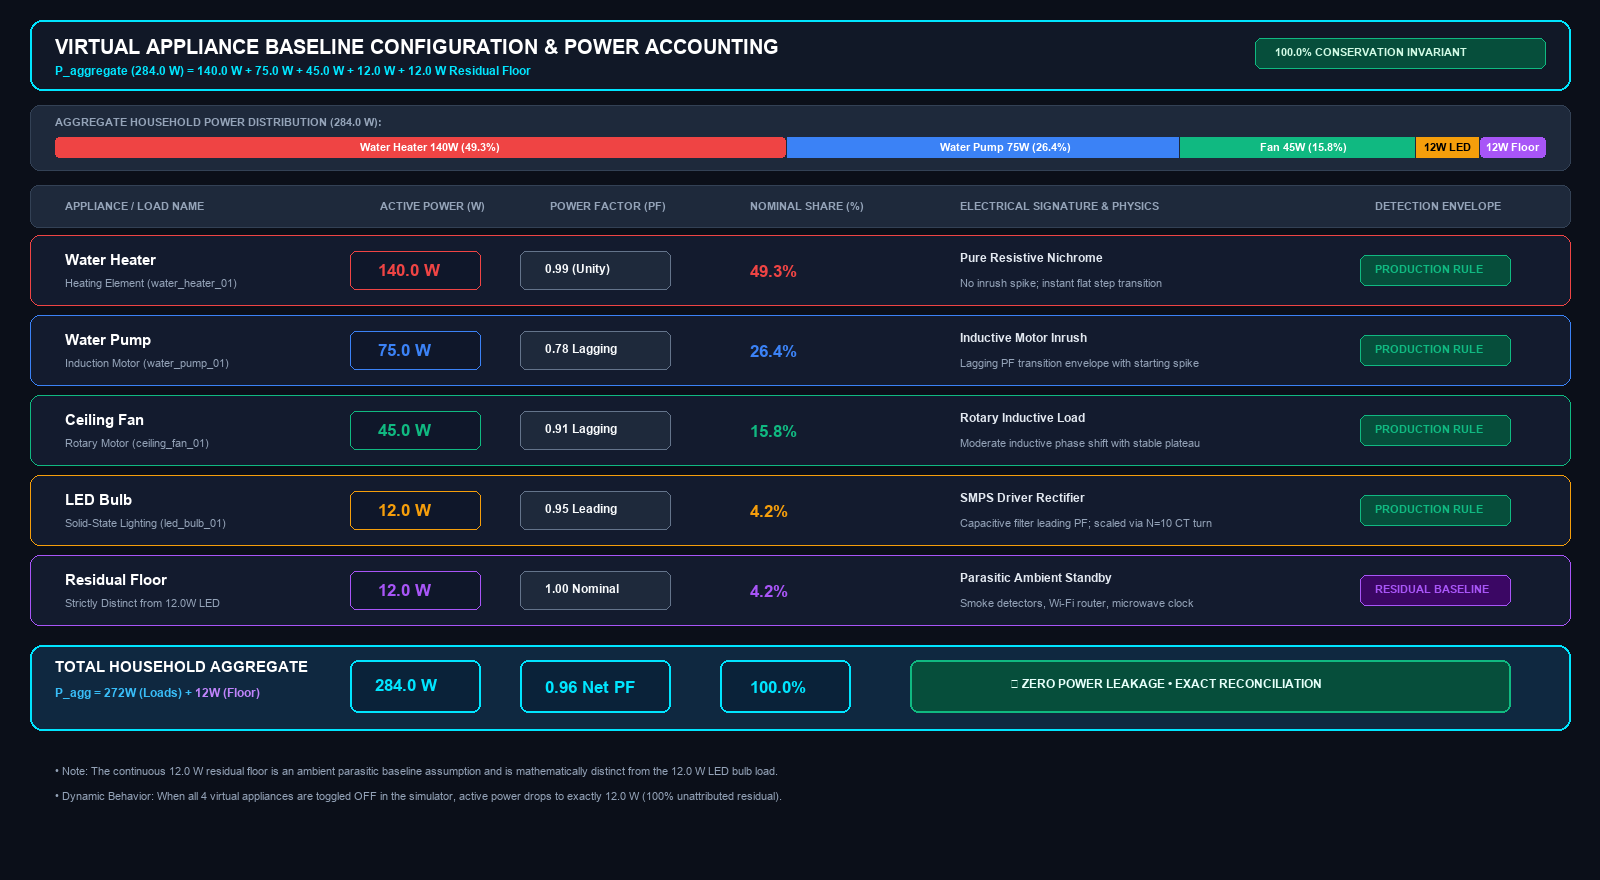 VIRTUAL APPLIANCE BASELINE CONFIGURATION & POWER ACCOUNTING
P_aggregate (284.0 W) = 140.0 W + 75.0 W + 45.0 W + 12.0 W + 12.0 W Residual Floor
100.0% CONSERVATION INVARIANT
AGGREGATE HOUSEHOLD POWER DISTRIBUTION (284.0 W):
Water Heater 140W (49.3%) Water Pump 75W (26.4%) Fan 45W (15.8%) 12W LED 12W Floor
APPLIANCE / LOAD NAME ACTIVE POWER (W) POWER FACTOR (PF) NOMINAL SHARE (%) ELECTRICAL SIGNATURE & PHYSICS DETECTION ENVELOPE
Water Heater
Heating Element (water_heater_01)
140.0 W
0.99 (Unity)
49.3%
Pure Resistive Nichrome
No inrush spike; instant flat step transition
PRODUCTION RULE
Water Pump
Induction Motor (water_pump_01)
75.0 W
0.78 Lagging
26.4%
Inductive Motor Inrush
Lagging PF transition envelope with starting spike
PRODUCTION RULE
Ceiling Fan
Rotary Motor (ceiling_fan_01)
45.0 W
0.91 Lagging
15.8%
Rotary Inductive Load
Moderate inductive phase shift with stable plateau
PRODUCTION RULE
LED Bulb
Solid-State Lighting (led_bulb_01)
12.0 W
0.95 Leading
4.2%
SMPS Driver Rectifier
Capacitive filter leading PF; scaled via N=10 CT turn
PRODUCTION RULE
Residual Floor
Strictly Distinct from 12.0W LED
12.0 W
1.00 Nominal
4.2%
Parasitic Ambient Standby
Smoke detectors, Wi-Fi router, microwave clock
RESIDUAL BASELINE
TOTAL HOUSEHOLD AGGREGATE
P_agg = 272W (Loads) + 12W (Floor)
284.0 W
0.96 Net PF
100.0%
ZERO POWER LEAKAGE • EXACT RECONCILIATION
• Note: The continuous 12.0 W residual floor is an ambient parasitic baseline assumption and is mathematically distinct from the 12.0 W LED bulb load.
• Dynamic Behavior: When all 4 virtual appliances are toggled OFF in the simulator, active power drops to exactly 12.0 W (100% unattributed residual).